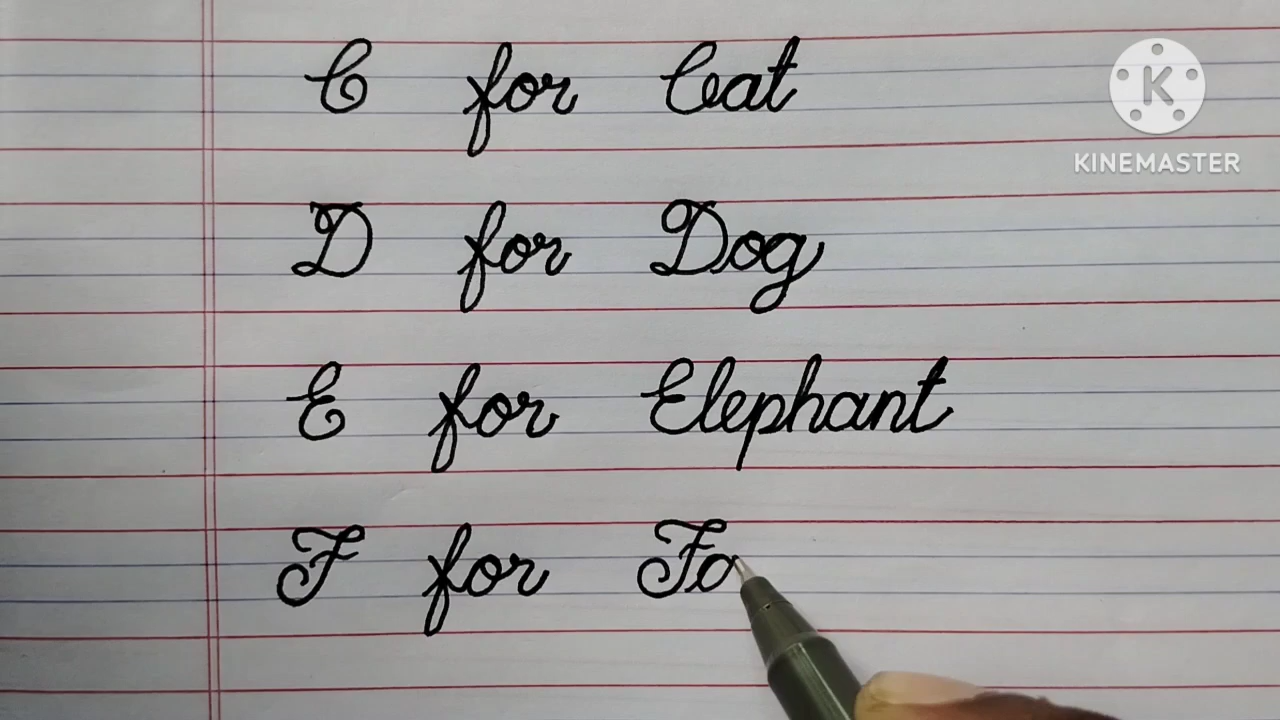 C for Cat
K
KINEMASTER
D for Dog
E for Elephant
F for Fo